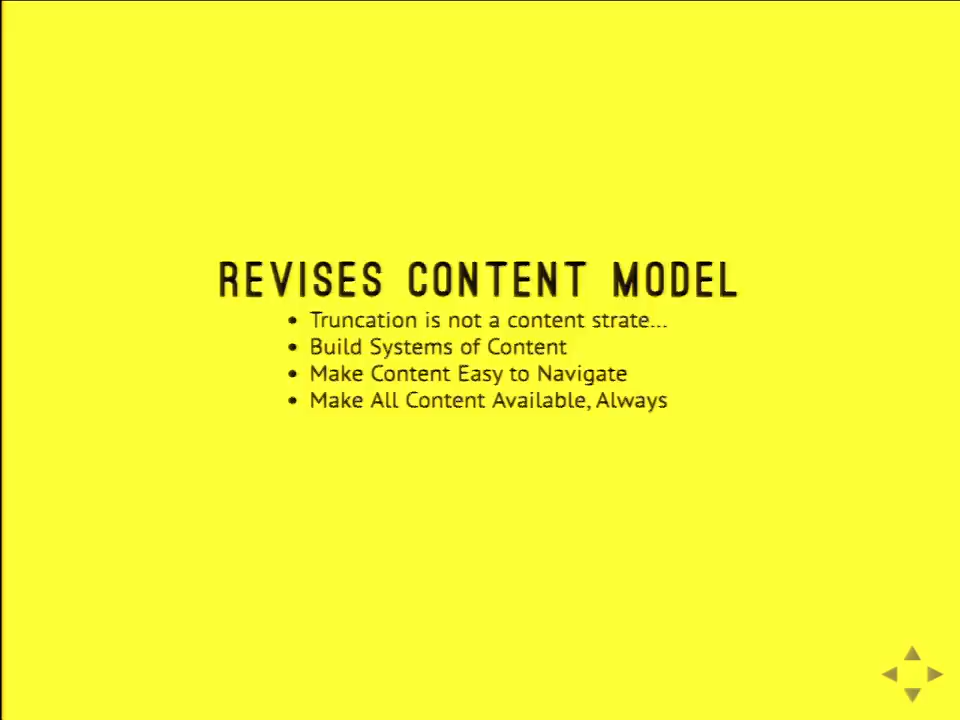 REVISES CONTENT MODEL
• Truncation is not a content strate...
• Build Systems of Content
• Make Content Easy to Navigate
• Make All Content Available, Always